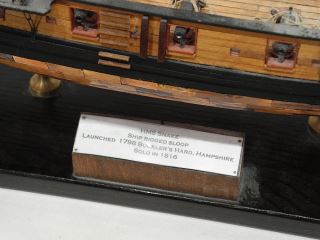 HMS Snake
Ship rigged sloop
Launched 1798 Buckler's Hard, Hampshire
Sold in 1816